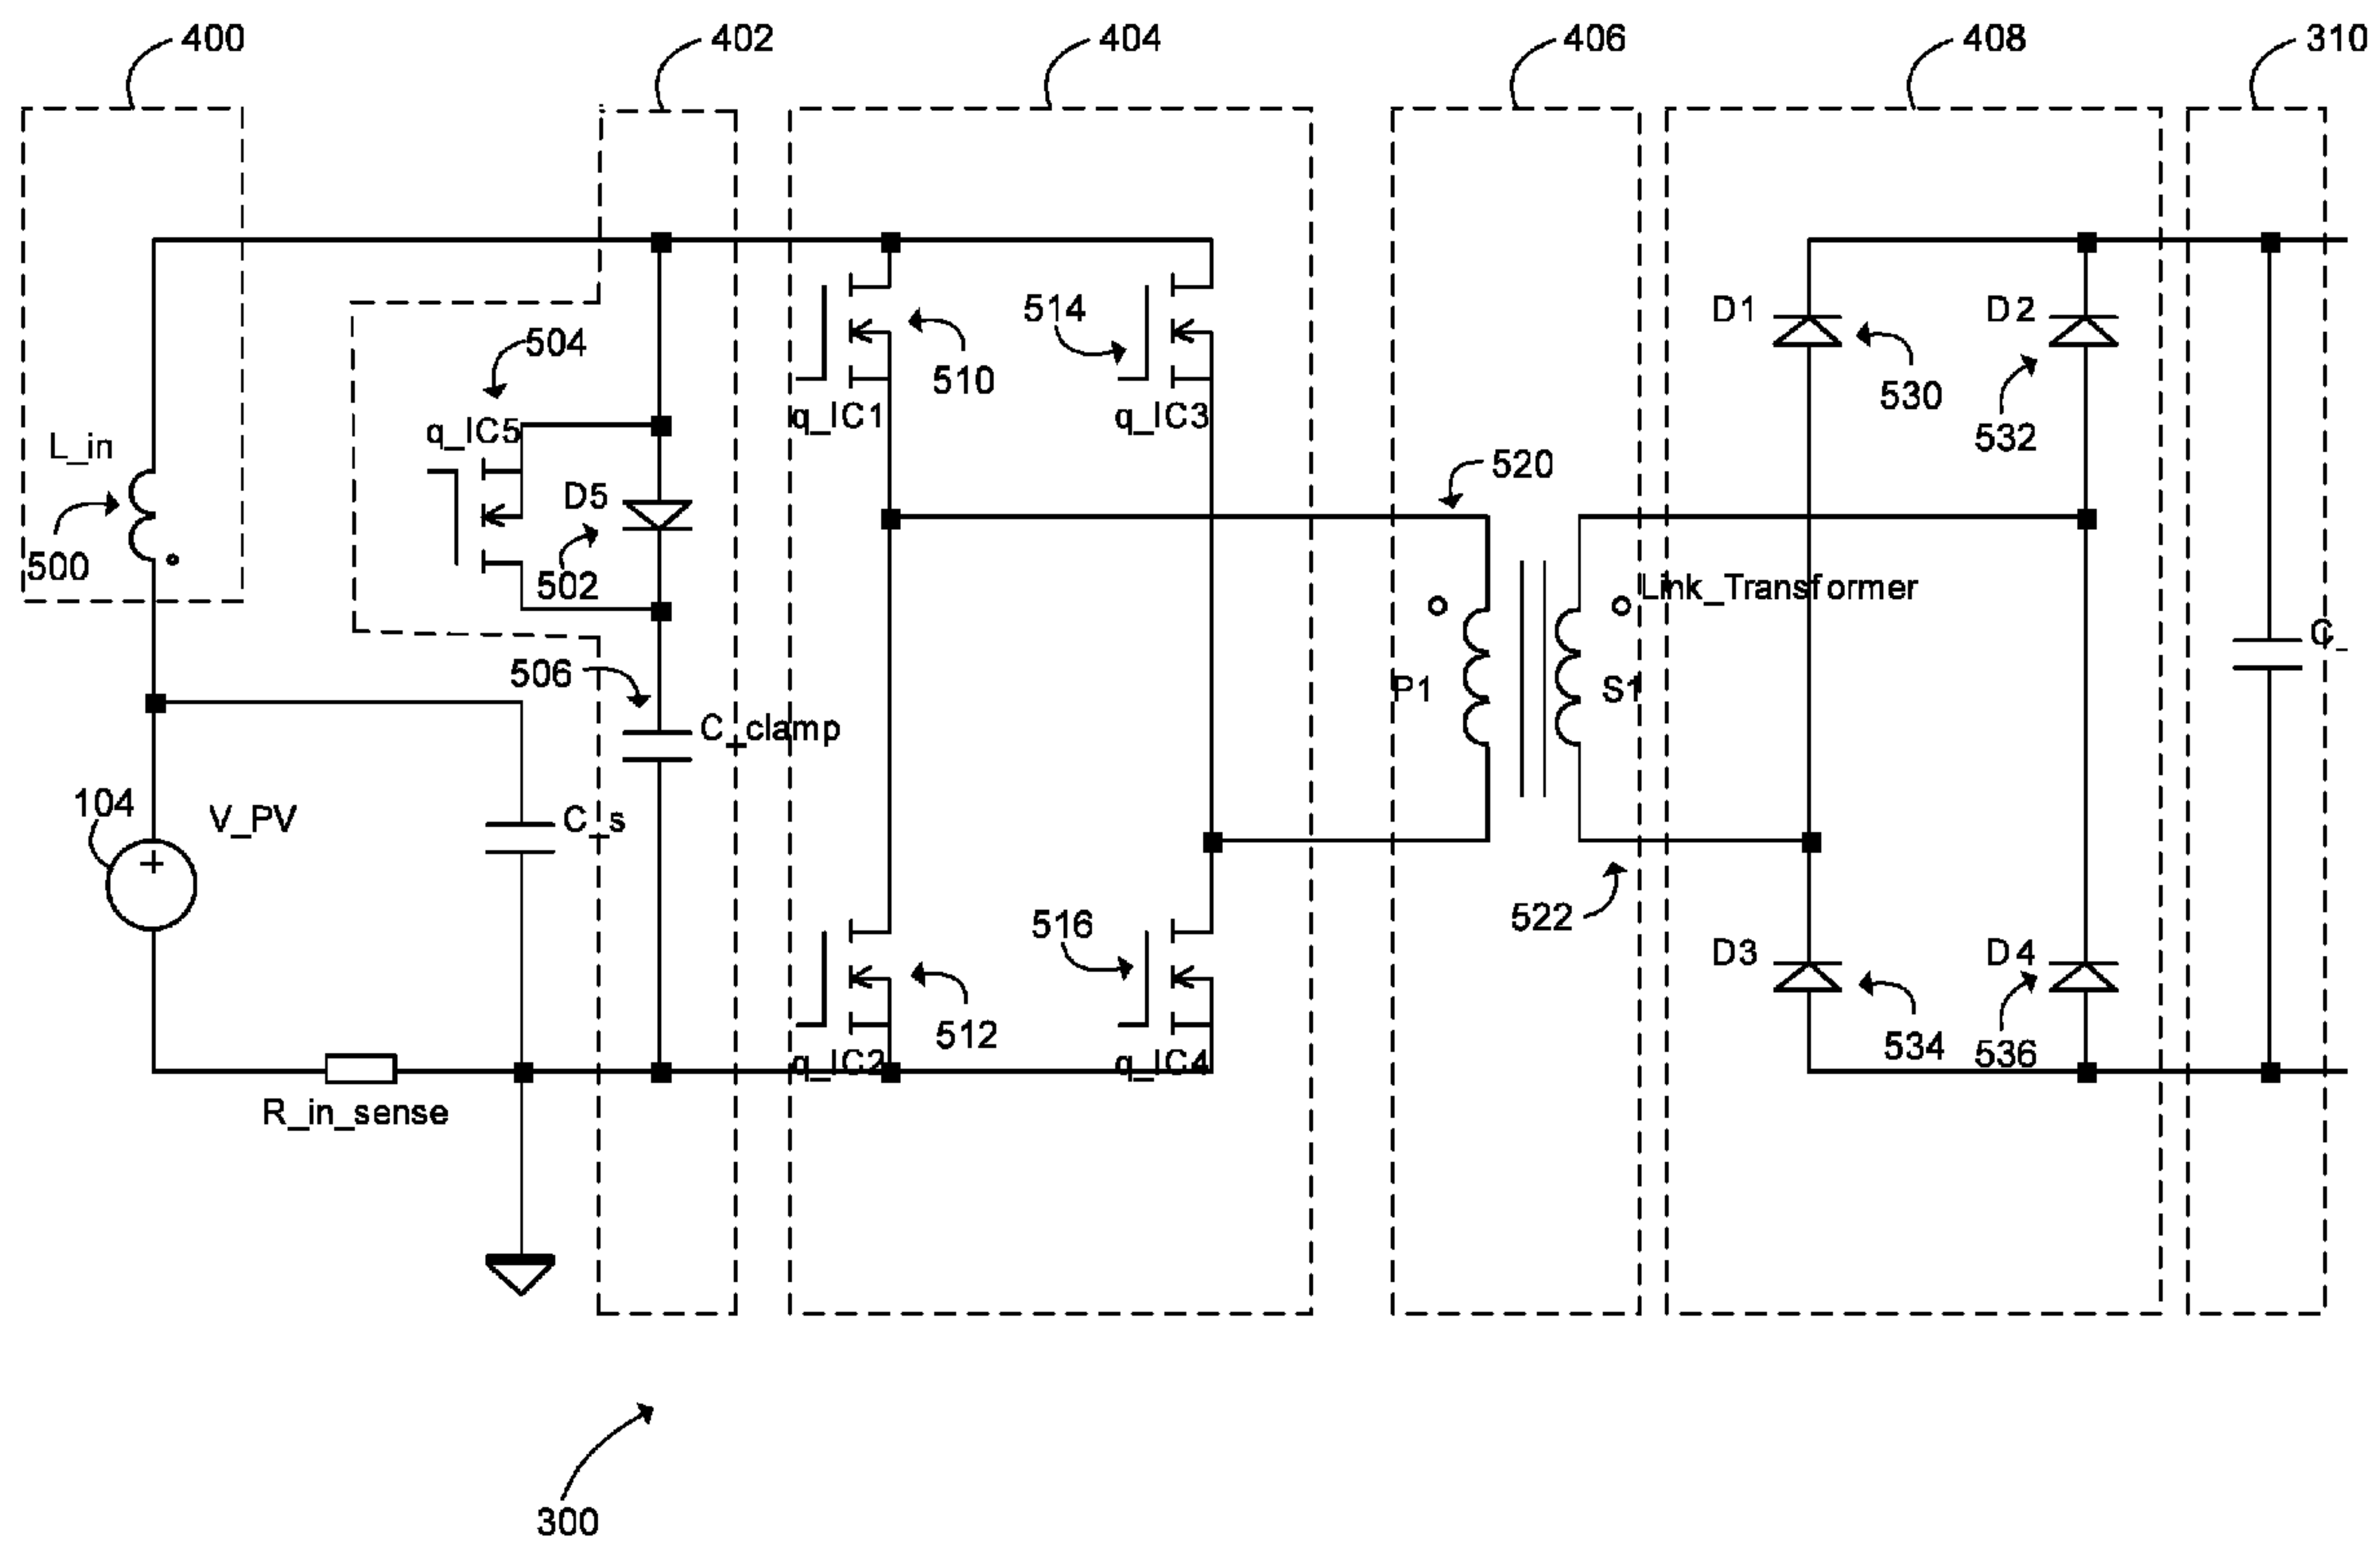 400
402
404
406
408
310
504
514
510
D1
D2
530
532
q_IC5
q_IC1
q_IC3
L_in
520
D5
500
502
Link_Transformer
C_
506
P1
S1
C_clamp
104
V_PV
C_s
522
516
D3
D4
512
534
536
q_IC2
q_IC4
R_in_sense
300